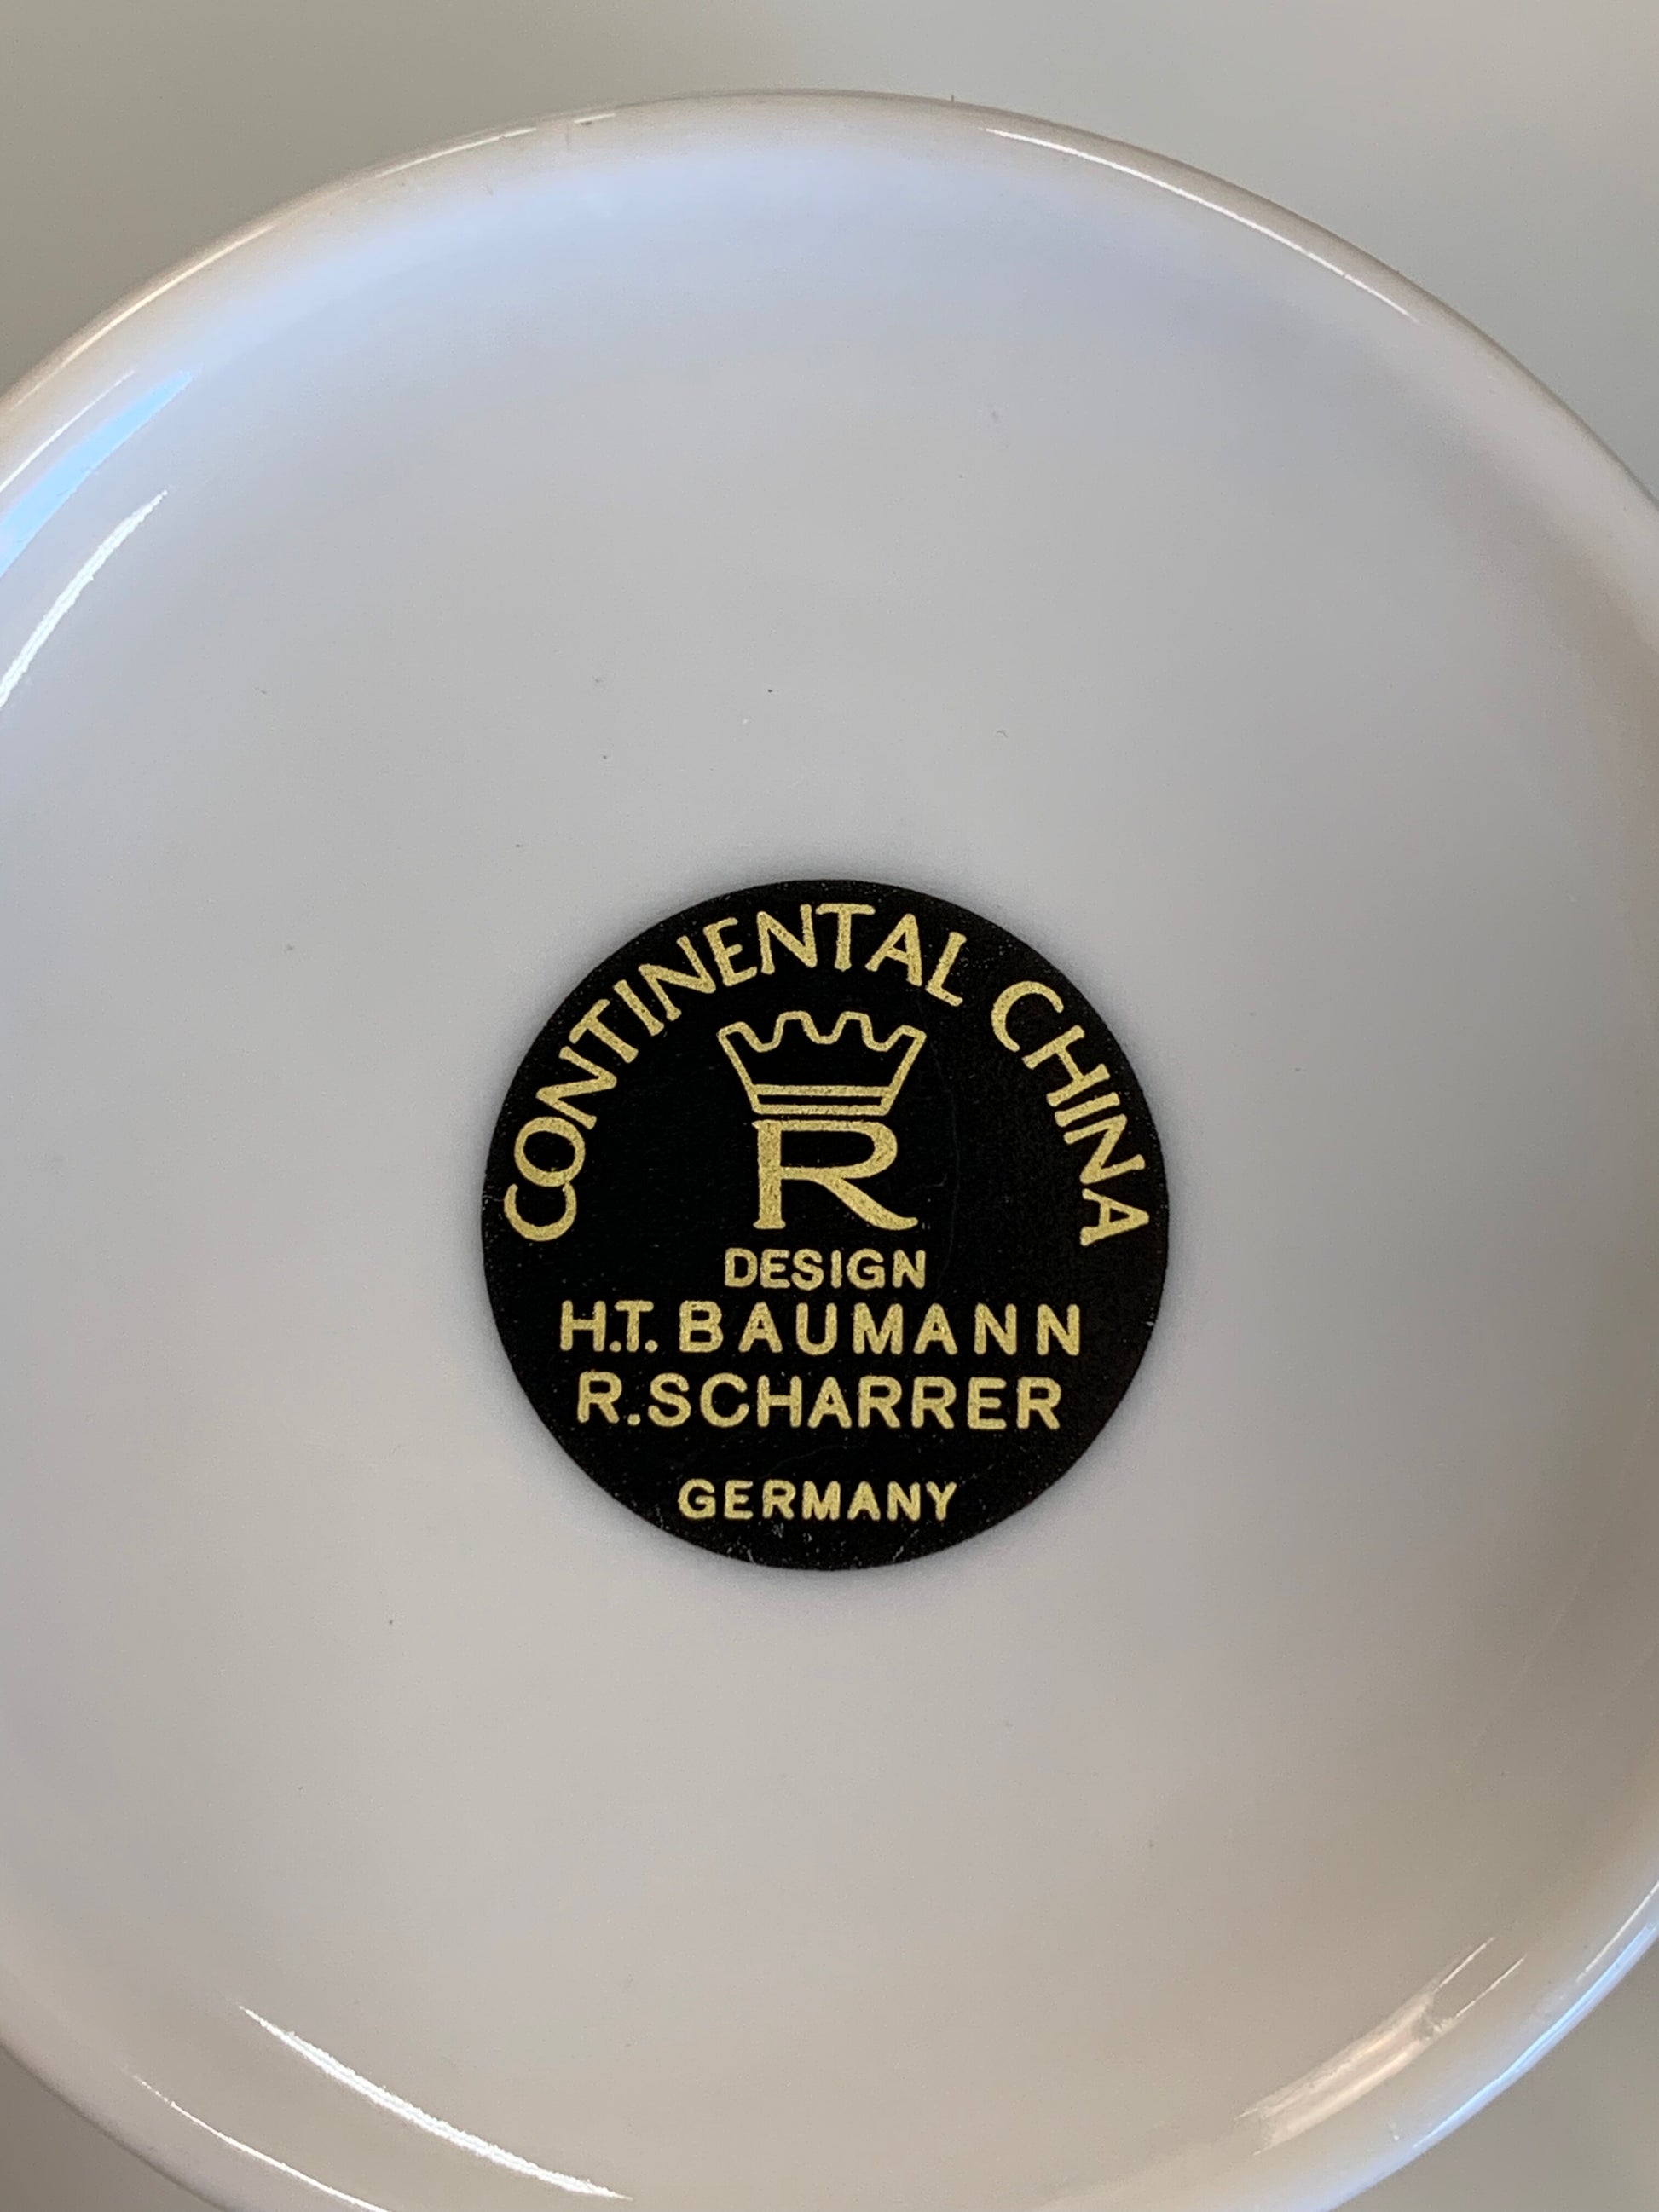 CONTINENTAL CHINA
R
DESIGN
H.T. BAUMANN
R.SCHARRER
GERMANY